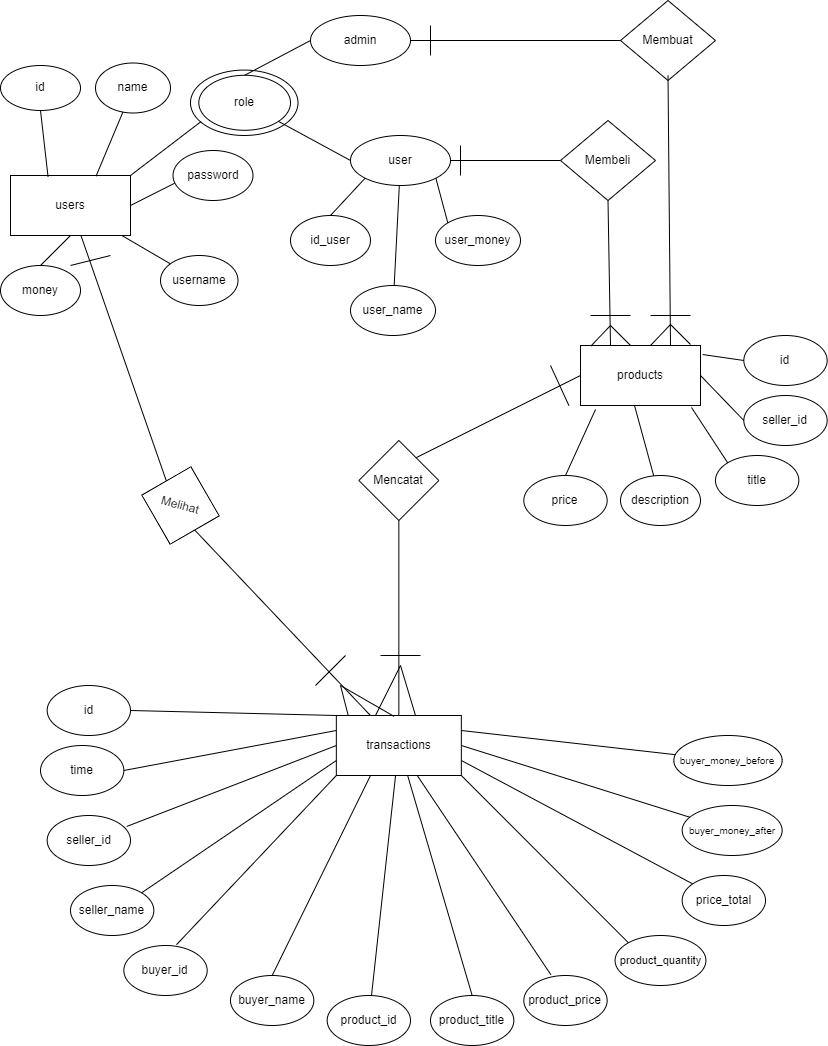 admin
Membuat
id
name
role
user
Membeli
password
users
id_user
user_money
money
username
user_name
products
id
seller_id
Mencatat
price
description
title
Melihat
id
transactions
time
buyer_money_before
seller_id
buyer_money_after
seller_name
price_total
buyer_id
product_quantity
buyer_name
product_id
product_title
product_price